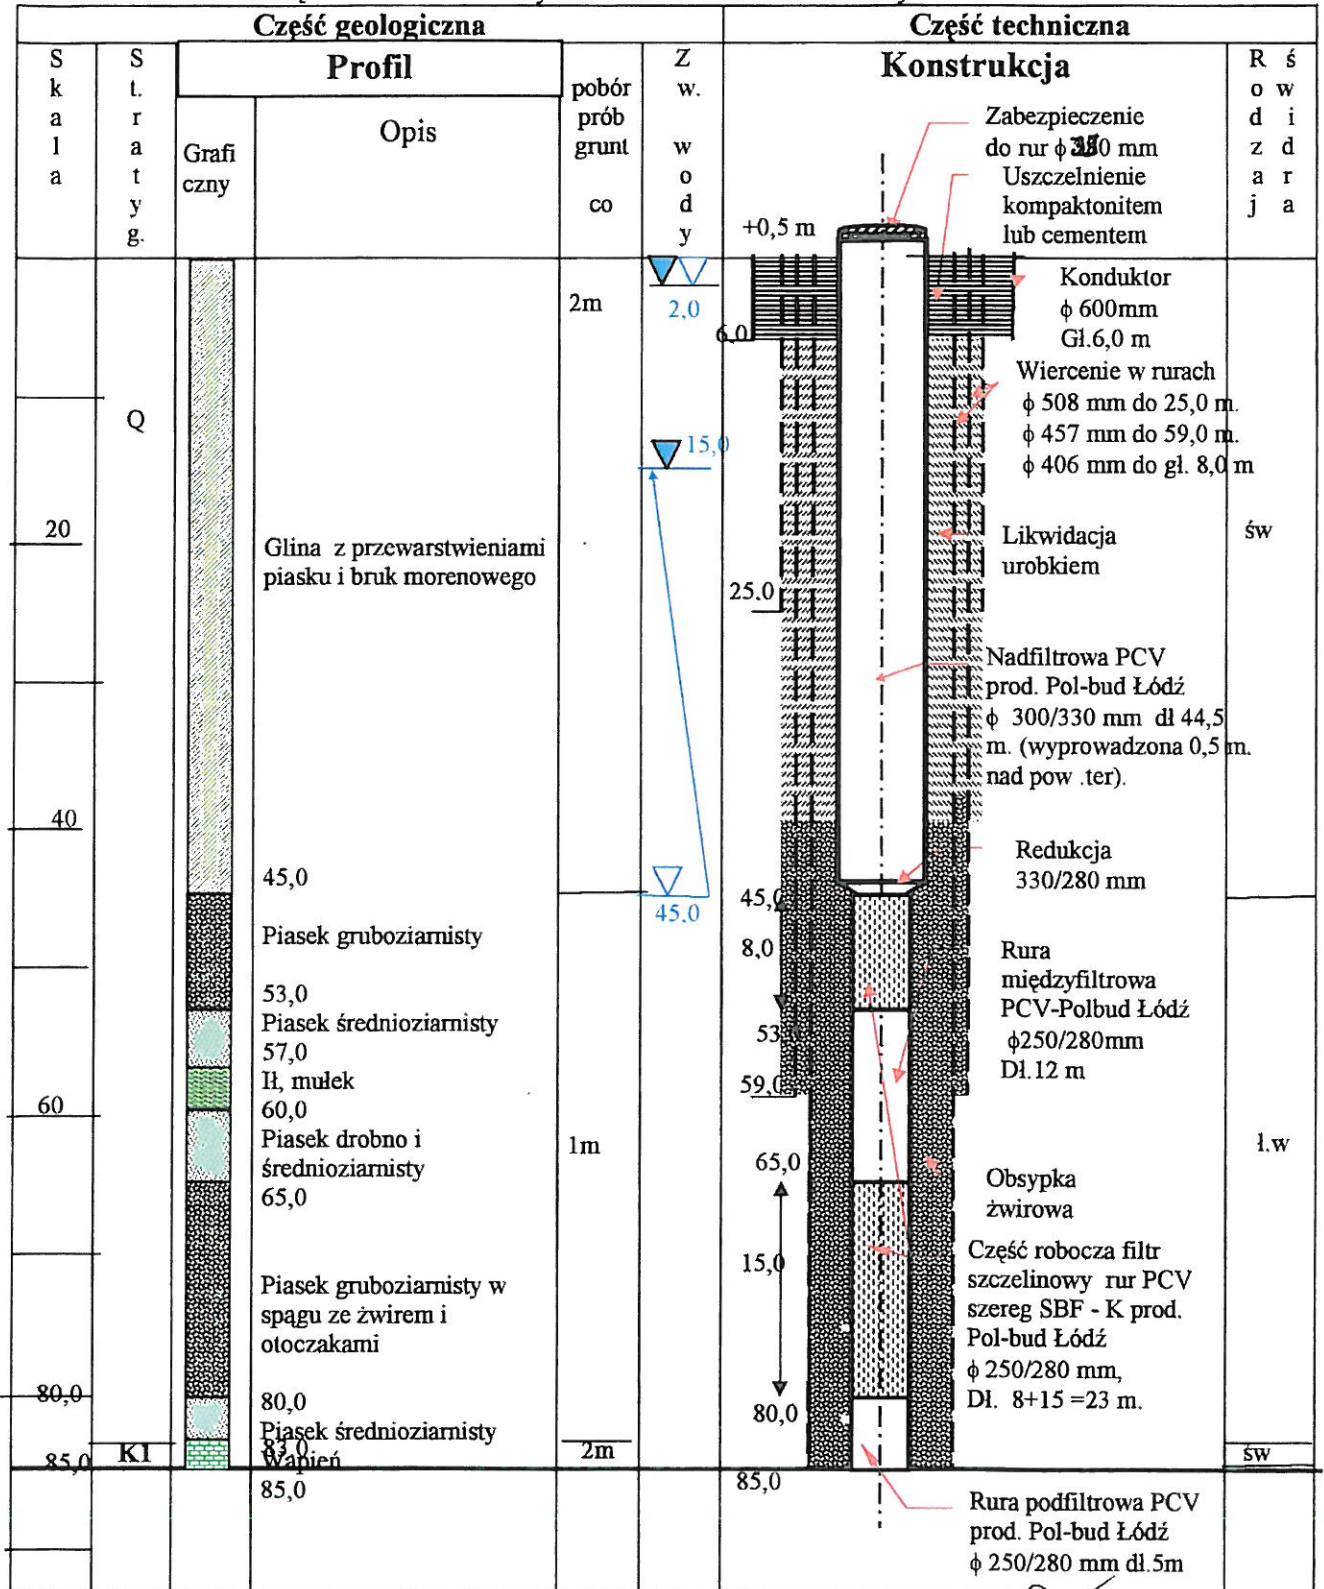 Część geologiczna
Część techniczna
Skala
Strat.yg.
Profil
Graficzny
Opis
pobór
prób
grunt
co
Zw. wody
Konstrukcja
Rodzaj świdra
Zabezpieczenie
do rur ϕ mm
Uszczelnienie
kompaktonitem
lub cementem
+0,5 m
Konduktor
ϕ 600mm
Gł.6,0 m
2m
2,0
6,0
Wiercenie w rurach
ϕ 508 mm do 25,0 m.
ϕ 457 mm do 59,0 m.
ϕ 406 mm do gł. 8,0 m
Q
15,0
20
Glina z przewarstwieniami
piasku i bruk morenowego
Likwidacja
urobkiem
św
25.0
Nadfiltrowa PCV
prod. Pol-bud Łódź
ϕ 300/330 mm dł 44,5
m. (wyprowadzona 0,5 m.
nad pow .ter).
40
45,0
45.0
45,0
Redukcja
330/280 mm
Piasek gruboziarnisty
53,0
8,0
53
Rura
międzyfiltrowa
PCV-Polbud Łódź
ϕ250/280mm
Dł.12 m
Piasek średnioziarnisty
57,0
Ił, mułek
60,0
59,0
60
Piasek drobno i
średnioziarnisty
65,0
1m
65,0
ł.w
Obsypka
żwirowa
Piasek gruboziarnisty w
spągu ze żwirem i
otoczakami
15,0
Część robocza filtr
szczelinowy rur PCV
szereg SBF - K prod.
Pol-bud Łódź
ϕ 250/280 mm,
Dł. 8+15 =23 m.
80,0
80,0
80,0
Piasek średnioziarnisty
83,0
Wapień
85,0
K1
85,0
2m
św
85,0
Rura podfiltrowa PCV
prod. Pol-bud Łódź
ϕ 250/280 mm dł.5m